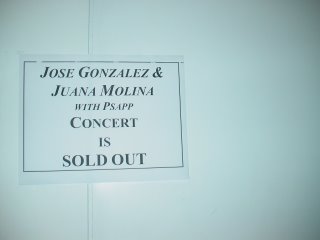 JOSE GONZALEZ &
JUANA MOLINA
WITH PSAPP
CONCERT
IS
SOLD OUT